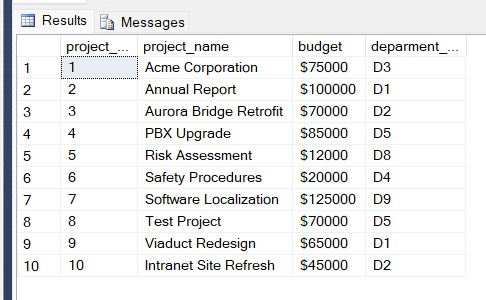 Results Messages
project_... project_name budget deparment_...
1 1 Acme Corporation $75000 D3
2 2 Annual Report $100000 D1
3 3 Aurora Bridge Retrofit $70000 D2
4 4 PBX Upgrade $85000 D5
5 5 Risk Assessment $12000 D8
6 6 Safety Procedures $20000 D4
7 7 Software Localization $125000 D9
8 8 Test Project $70000 D5
9 9 Viaduct Redesign $65000 D1
10 10 Intranet Site Refresh $45000 D2